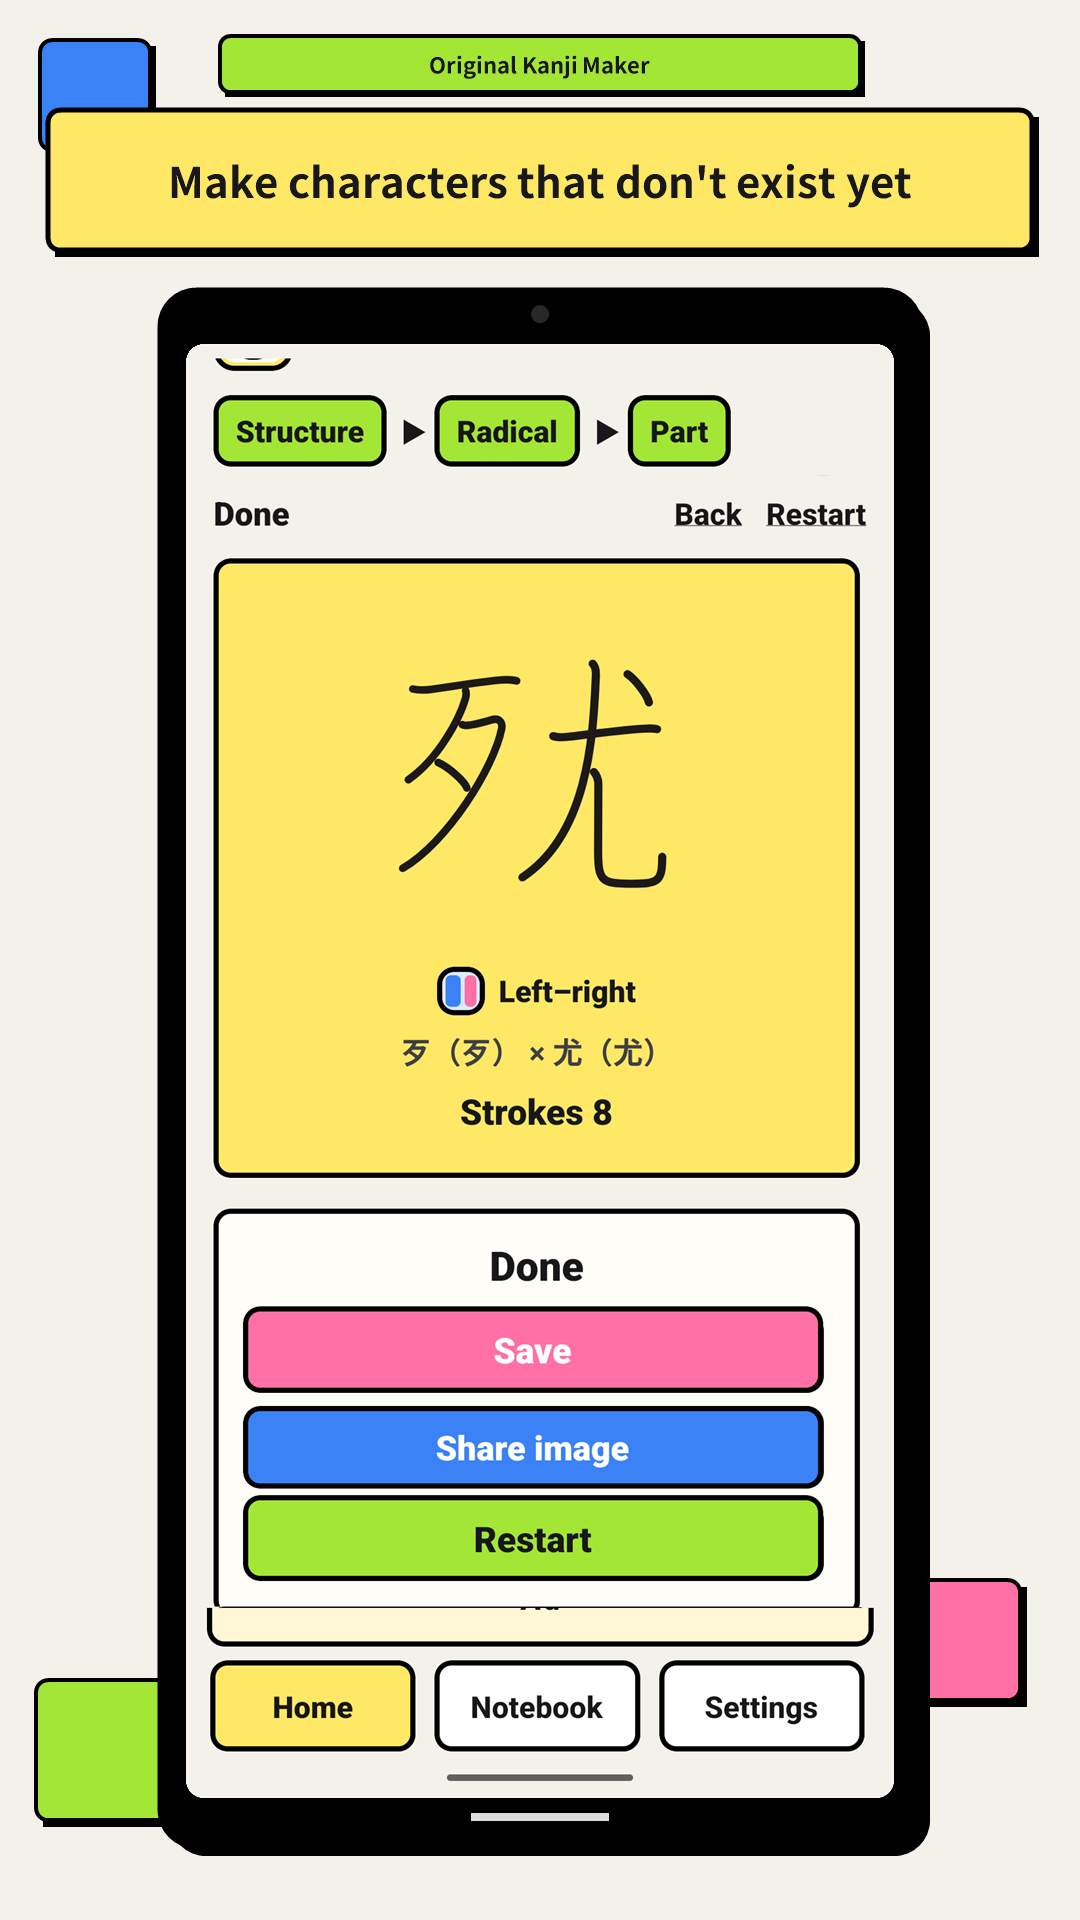 Original Kanji Maker
Make characters that don't exist yet
Structure ▶ Radical ▶ Part
Done Back Restart
Left–right
歹（歹） × 尤（尤）
Strokes 8
Done
Save
Share image
Restart
Home Notebook Settings